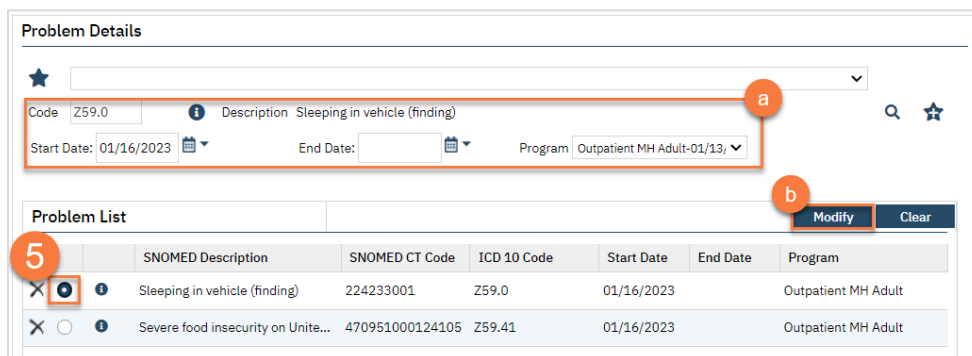 Problem Details
Code Z59.0 Description Sleeping in vehicle (finding)
a
Start Date: 01/16/2023 End Date: Program Outpatient MH Adult-01/13/
b
Problem List Modify Clear
5
SNOMED Description SNOMED CT Code ICD 10 Code Start Date End Date Program
Sleeping in vehicle (finding) 224233001 Z59.0 01/16/2023 Outpatient MH Adult
Severe food insecurity on Unite... 470951000124105 Z59.41 01/16/2023 Outpatient MH Adult